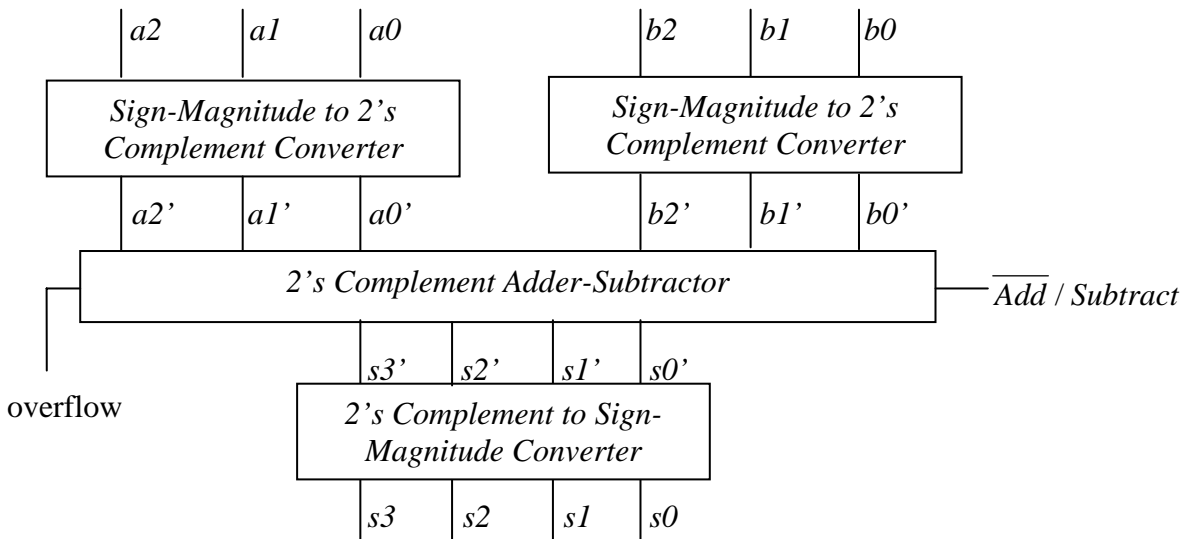 a2 a1 a0 b2 b1 b0
Sign-Magnitude to 2's
Complement Converter
Sign-Magnitude to 2's
Complement Converter
a2' a1' a0' b2' b1' b0'
2's Complement Adder-Subtractor
Add / Subtract
overflow
s3' s2' s1' s0'
2's Complement to Sign-
Magnitude Converter
s3 s2 s1 s0